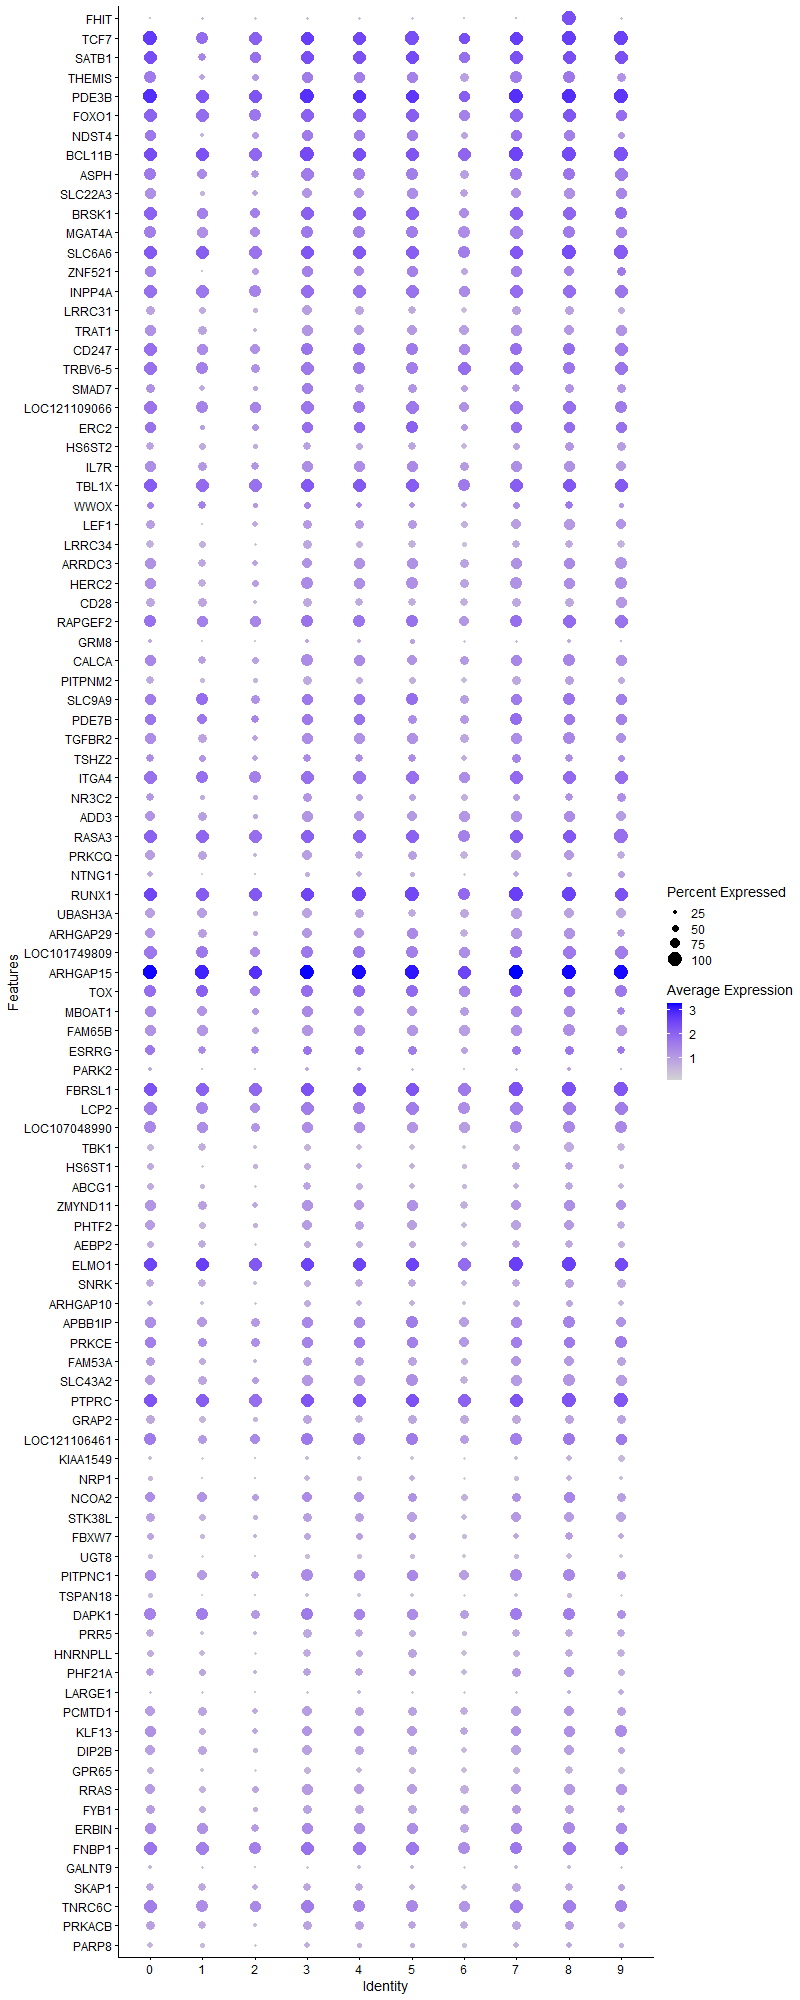 FHIT
TCF7
SATB1
THEMIS
PDE3B
FOXO1
NDST4
BCL11B
ASPH
SLC22A3
BRSK1
MGAT4A
SLC6A6
ZNF521
INPP4A
LRRC31
TRAT1
CD247
TRBV6-5
SMAD7
LOC121109066
ERC2
HS6ST2
IL7R
TBL1X
WWOX
LEF1
LRRC34
ARRDC3
HERC2
CD28
RAPGEF2
GRM8
CALCA
PITPNM2
SLC9A9
PDE7B
TGFBR2
TSHZ2
ITGA4
NR3C2
ADD3
RASA3
PRKCQ
NTNG1
RUNX1
UBASH3A
ARHGAP29
LOC101749809
ARHGAP15
TOX
MBOAT1
FAM65B
ESRRG
PARK2
FBRSL1
LCP2
LOC107048990
TBK1
HS6ST1
ABCG1
ZMYND11
PHTF2
AEBP2
ELMO1
SNRK
ARHGAP10
APBB1IP
PRKCE
FAM53A
SLC43A2
PTPRC
GRAP2
LOC121106461
KIAA1549
NRP1
NCOA2
STK38L
FBXW7
UGT8
PITPNC1
TSPAN18
DAPK1
PRR5
HNRNPLL
PHF21A
LARGE1
PCMTD1
KLF13
DIP2B
GPR65
RRAS
FYB1
ERBIN
FNBP1
GALNT9
SKAP1
TNRC6C
PRKACB
PARP8
Features
0 1 2 3 4 5 6 7 8 9
Identity
Percent Expressed
25
50
75
100
Average Expression
3
2
1